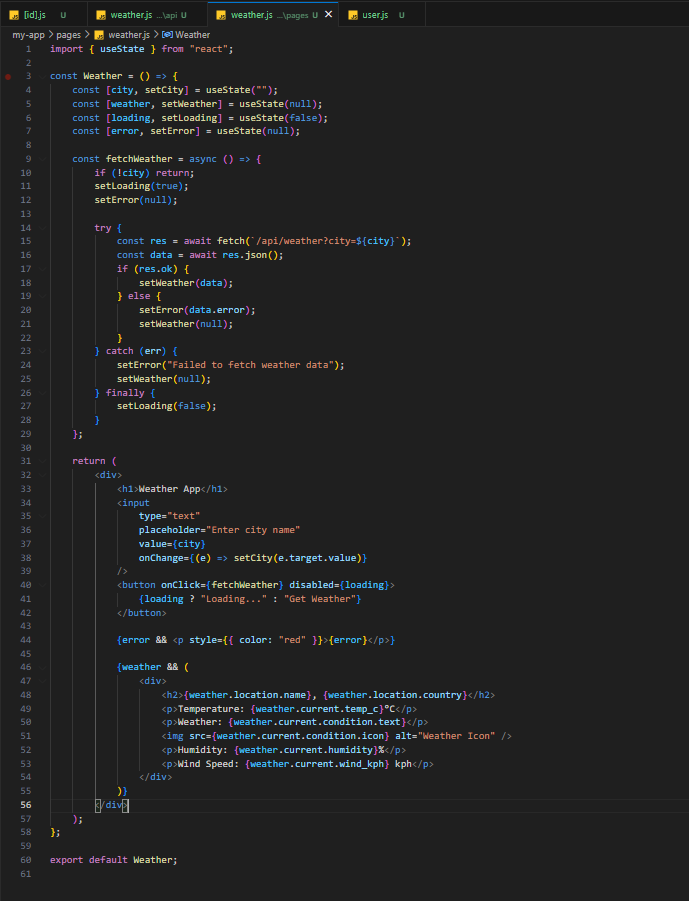 [id].js U weather.js ...\api U weather.js ...\pages U × user.js U
my-app > pages > weather.js > Weather
1 import { useState } from "react";
2
3 const Weather = () => {
4     const [city, setCity] = useState("");
5     const [weather, setWeather] = useState(null);
6     const [loading, setLoading] = useState(false);
7     const [error, setError] = useState(null);
8
9     const fetchWeather = async () => {
10         if (!city) return;
11         setLoading(true);
12         setError(null);
13
14         try {
15             const res = await fetch(`/api/weather?city=${city}`);
16             const data = await res.json();
17             if (res.ok) {
18                 setWeather(data);
19             } else {
20                 setError(data.error);
21                 setWeather(null);
22             }
23         } catch (err) {
24             setError("Failed to fetch weather data");
25             setWeather(null);
26         } finally {
27             setLoading(false);
28         }
29     };
30
31     return (
32         <div>
33             <h1>Weather App</h1>
34             <input
35                 type="text"
36                 placeholder="Enter city name"
37                 value={city}
38                 onChange={(e) => setCity(e.target.value)}
39             />
40             <button onClick={fetchWeather} disabled={loading}>
41                 {loading ? "Loading..." : "Get Weather"}
42             </button>
43
44             {error && <p style={{ color: "red" }}>{error}</p>}
45
46             {weather && (
47                 <div>
48                     <h2>{weather.location.name}, {weather.location.country}</h2>
49                     <p>Temperature: {weather.current.temp_c}°C</p>
50                     <p>Weather: {weather.current.condition.text}</p>
51                     <img src={weather.current.condition.icon} alt="Weather Icon" />
52                     <p>Humidity: {weather.current.humidity}%</p>
53                     <p>Wind Speed: {weather.current.wind_kph} kph</p>
54                 </div>
55             )}
56         </div>
57     );
58 };
59
60 export default Weather;
61